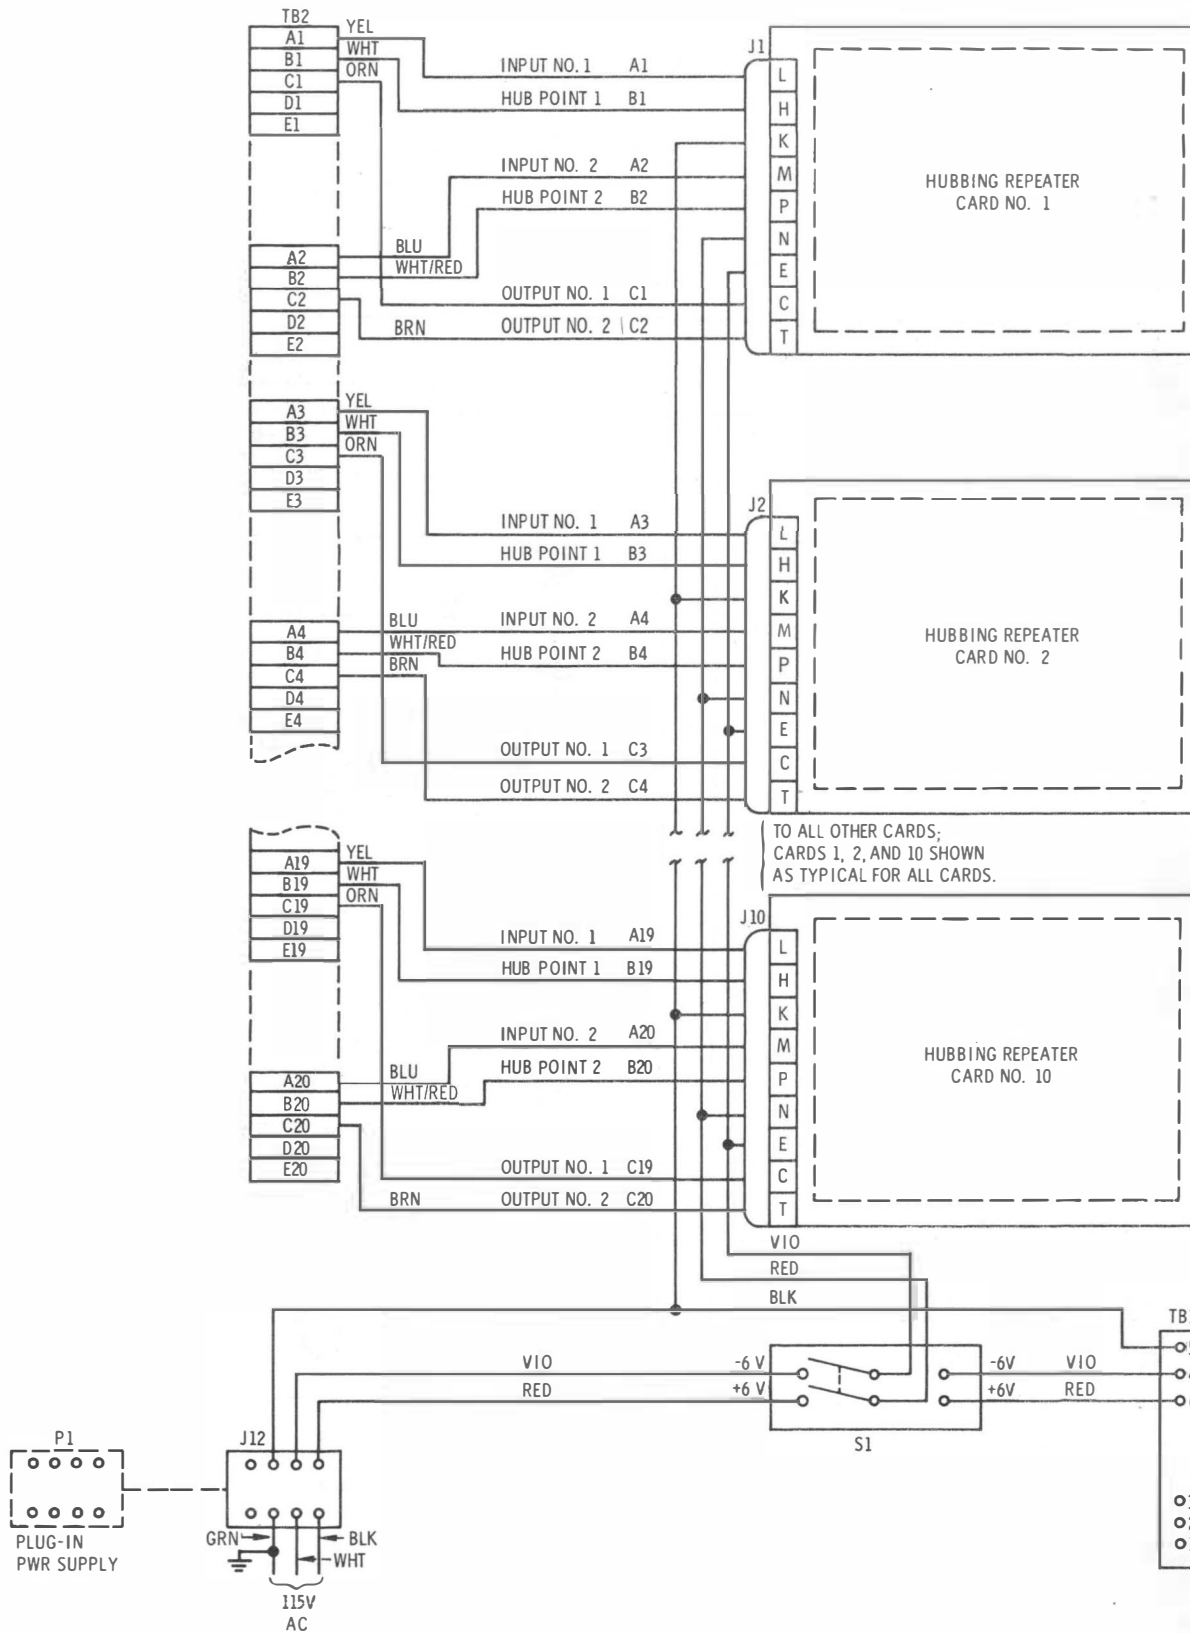 TB2
A1
B1
C1
D1
E1
YEL
WHT
ORN
INPUT NO. 1 A1
HUB POINT 1 B1
INPUT NO. 2 A2
HUB POINT 2 B2
BLU
WHT/RED
A2
B2
C2
D2
E2
OUTPUT NO. 1 C1
BRN OUTPUT NO. 2 C2
J1
L
H
K
M
P
N
E
C
T
HUBBING REPEATER
CARD NO. 1
A3
B3
C3
D3
E3
YEL
WHT
ORN
INPUT NO. 1 A3
HUB POINT 1 B3
A4
B4
C4
D4
E4
BLU INPUT NO. 2 A4
WHT/RED HUB POINT 2 B4
BRN
OUTPUT NO. 1 C3
OUTPUT NO. 2 C4
J2
L
H
K
M
P
N
E
C
T
HUBBING REPEATER
CARD NO. 2
TO ALL OTHER CARDS;
CARDS 1, 2, AND 10 SHOWN
AS TYPICAL FOR ALL CARDS.
A19
B19
C19
D19
E19
YEL
WHT
ORN
INPUT NO. 1 A19
HUB POINT 1 B19
INPUT NO. 2 A20
HUB POINT 2 B20
BLU
WHT/RED
A20
B20
C20
D20
E20
OUTPUT NO. 1 C19
BRN OUTPUT NO. 2 C20
J10
L
H
K
M
P
N
E
C
T
HUBBING REPEATER
CARD NO. 10
VIO
RED
BLK
TB
VIO -6 V
RED +6 V
-6V VIO
+6V RED
S1
P1
J12
PLUG-IN
PWR SUPPLY
GRN
BLK
WHT
115V
AC